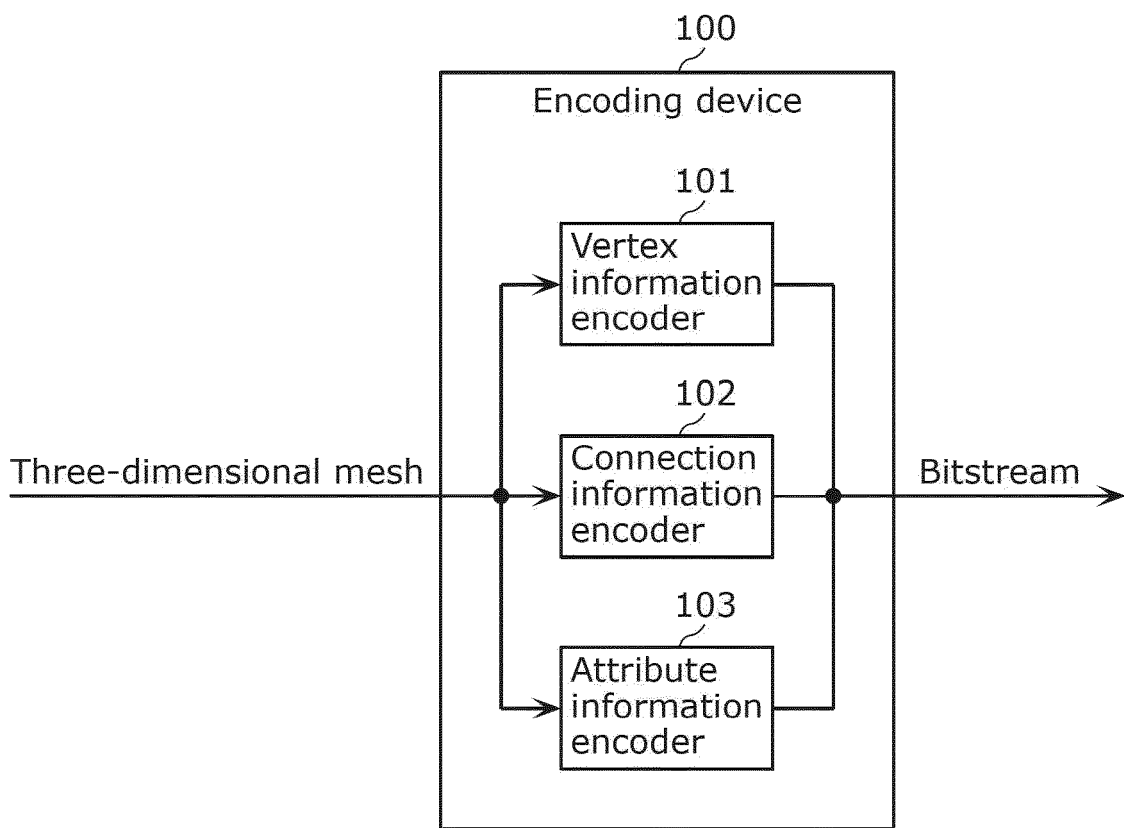 100
Encoding device
101
Vertex
information
encoder
102
Three-dimensional mesh
Connection
information
encoder
Bitstream
103
Attribute
information
encoder